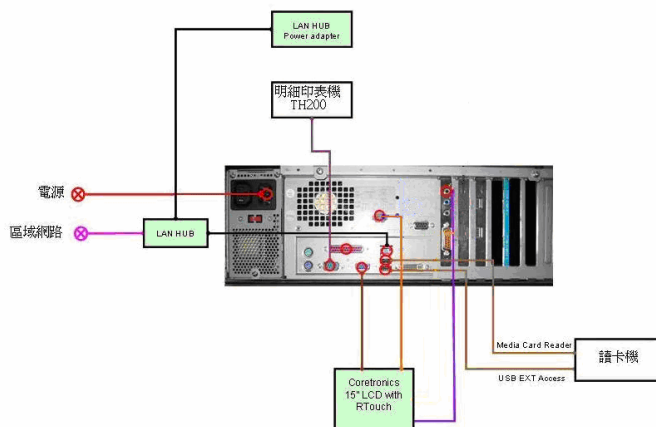 LAN HUB
Power adapter
明細印表機
TH200
電源
區域網路
LAN HUB
Media Card Reader
讀卡機
USB EXT Access
Coretronics
15" LCD with
RTouch